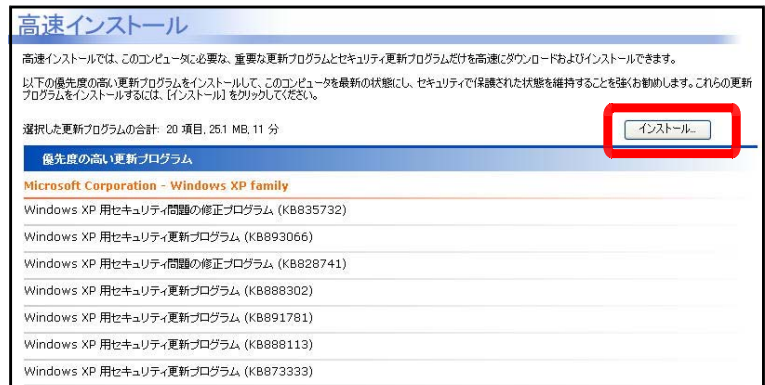 高速インストール
高速インストールでは、このコンピュータに必要な、重要な更新プログラムとセキュリティ更新プログラムだけを高速にダウンロードおよびインストールできます。
以下の優先度の高い更新プログラムをインストールして、このコンピュータを最新の状態にし、セキュリティで保護された状態を維持することを強くお勧めします。これらの更新
プログラムをインストールするには、[インストール] をクリックしてください。
選択した更新プログラムの合計: 20 項目, 25.1 MB, 11 分
インストール...
優先度の高い更新プログラム
Microsoft Corporation - Windows XP family
Windows XP 用セキュリティ問題の修正プログラム (KB835732)
Windows XP 用セキュリティ更新プログラム (KB893066)
Windows XP 用セキュリティ問題の修正プログラム (KB828741)
Windows XP 用セキュリティ更新プログラム (KB888302)
Windows XP 用セキュリティ更新プログラム (KB891781)
Windows XP 用セキュリティ更新プログラム (KB888113)
Windows XP 用セキュリティ更新プログラム (KB873333)